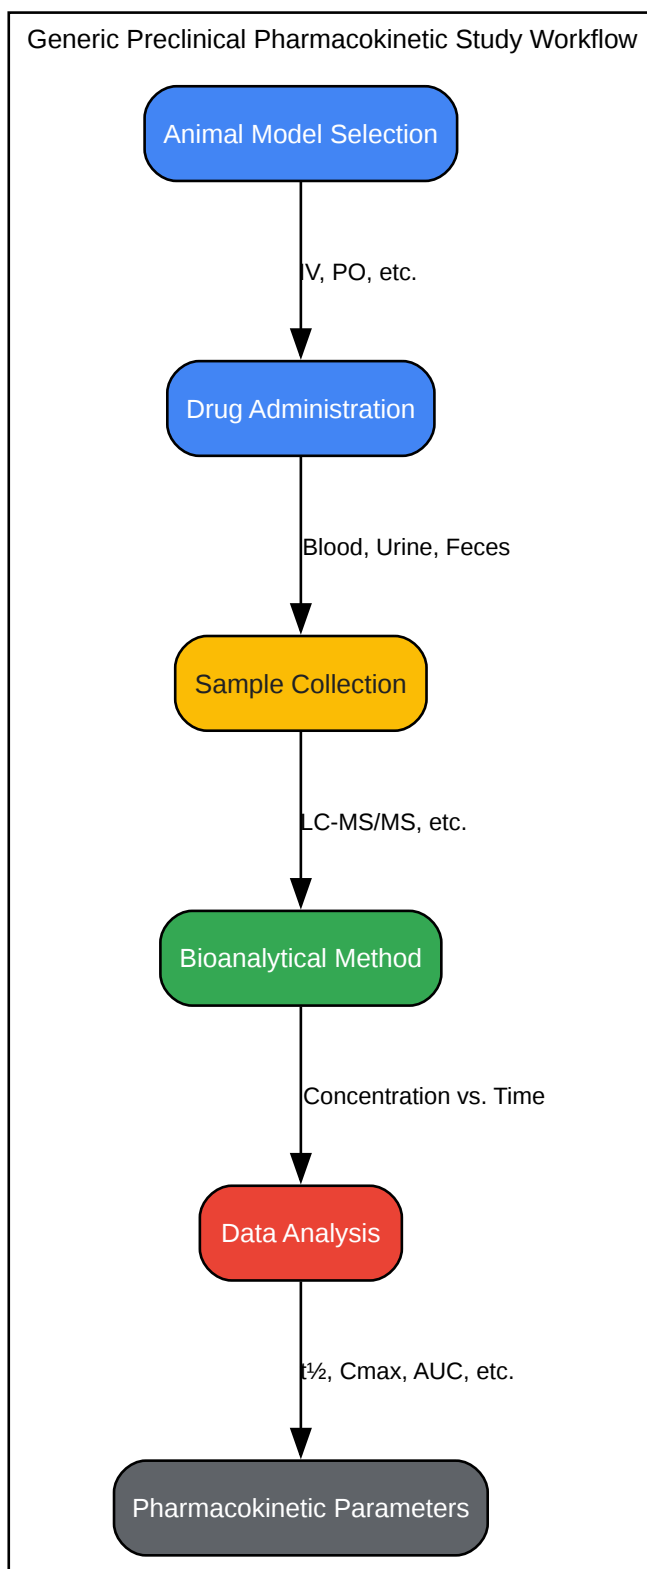 Generic Preclinical Pharmacokinetic Study Workflow
Animal Model Selection
IV, PO, etc.
Drug Administration
Blood, Urine, Feces
Sample Collection
LC-MS/MS, etc.
Bioanalytical Method
Concentration vs. Time
Data Analysis
t½, Cmax, AUC, etc.
Pharmacokinetic Parameters